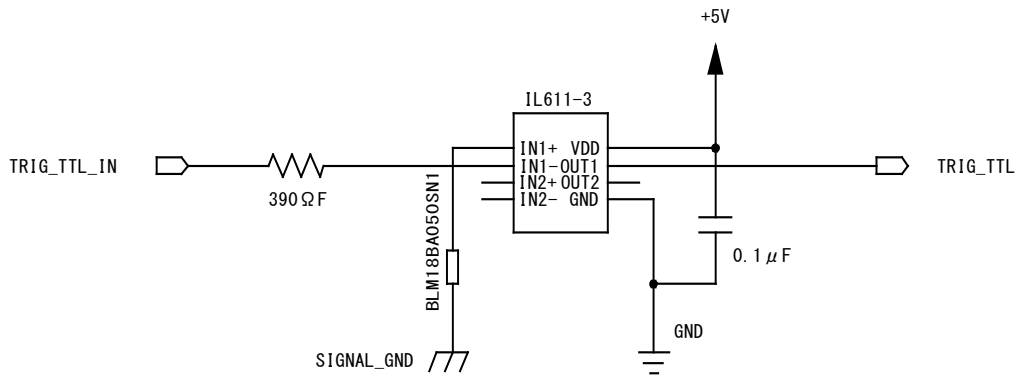 +5V
IL611-3
IN1+ VDD
TRIG_TTL_IN
IN1- OUT1
TRIG_TTL
IN2+ OUT2
390ΩF
IN2- GND
BLM18BA050SN1
0.1μF
GND
SIGNAL_GND